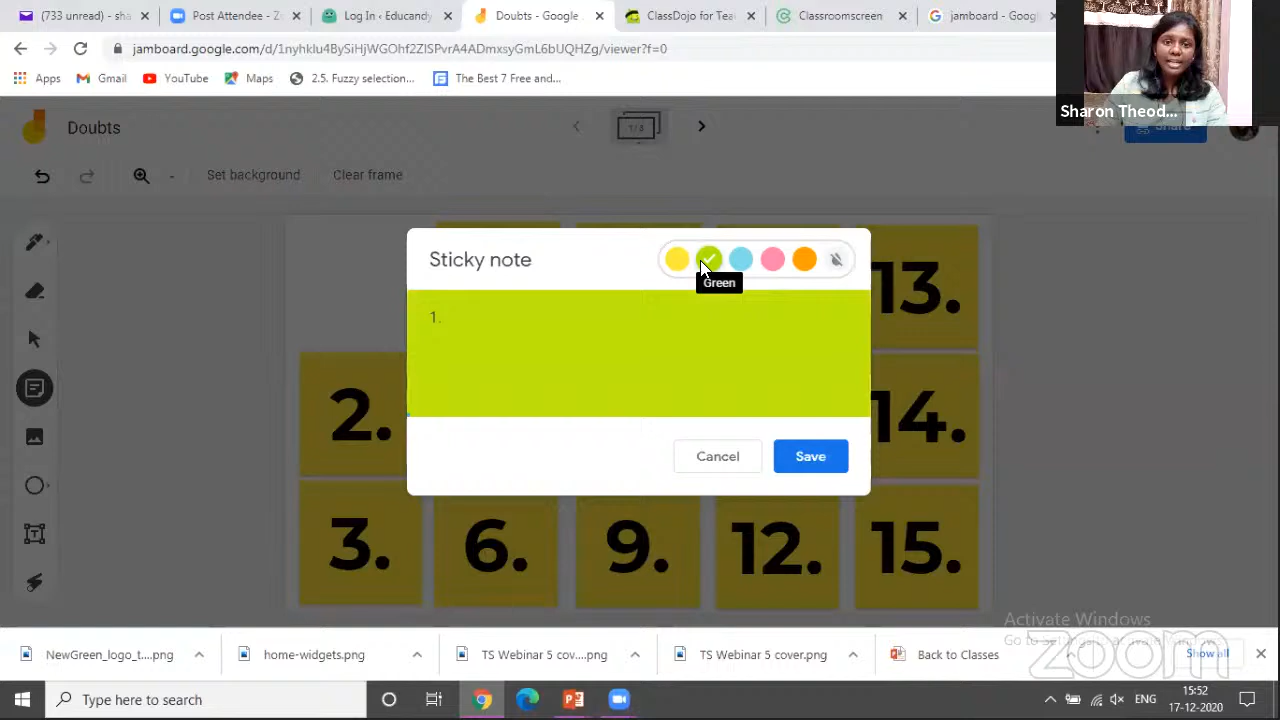 (733 unread) - sha
Post Attendee - Z
Log In ‹ Educandy
Doubts - Google
ClassDojo for Tea
Classroomscreen
jamboard - Goog
jamboard.google.com/d/1nyhklu4BySiHjWGOhf2ZlSPvrA4ADmxsyGmL6bUQHZg/viewer?f=0
Apps
Gmail
YouTube
Maps
2.5. Fuzzy selection...
The Best 7 Free and...
Sharon Theod...
Doubts
1/8
Share
Set background
Clear frame
Sticky note
Green
1.
Cancel
Save
13.
2.
14.
3.
6.
9.
12.
15.
Activate Windows
zoom
NewGreen_logo_t....png
home-widgets.png
TS Webinar 5 cov....png
TS Webinar 5 cover.png
Back to Classes
Show all
Type here to search
ENG
15:52
17-12-2020